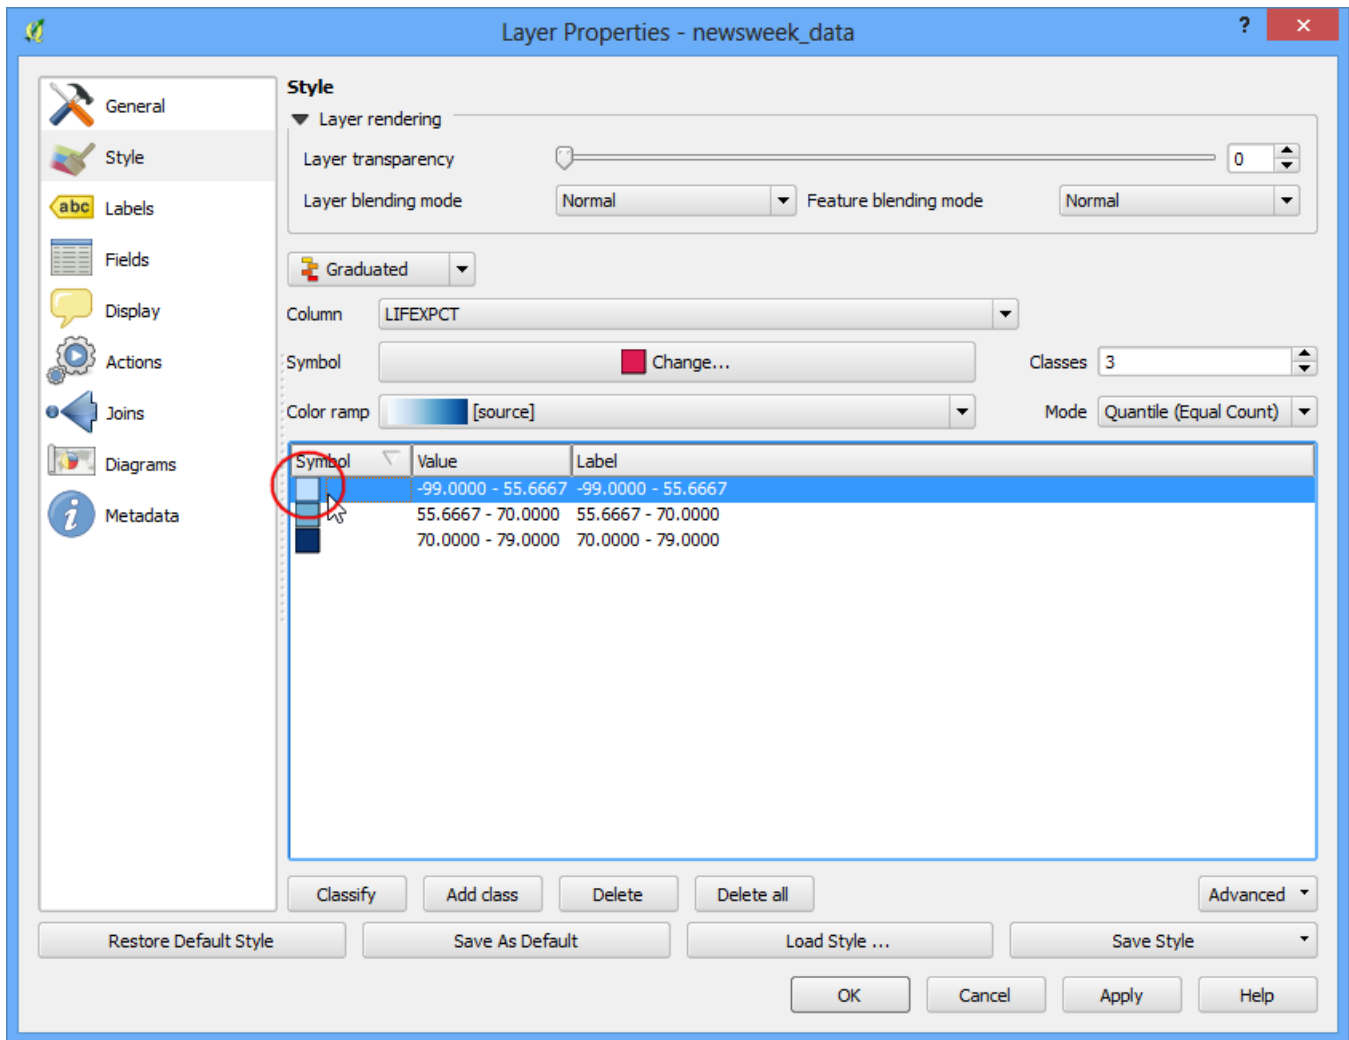 Layer Properties - newsweek_data
?
General
Style
Labels
abc
Fields
Display
Actions
Joins
Diagrams
Metadata
Style
Layer rendering
Layer transparency 0
Layer blending mode Normal Feature blending mode Normal
Graduated
Column LIFEXPCT
Symbol Change... Classes 3
Color ramp [source] Mode Quantile (Equal Count)
Symbol Value Label
-99.0000 - 55.6667 -99.0000 - 55.6667
55.6667 - 70.0000 55.6667 - 70.0000
70.0000 - 79.0000 70.0000 - 79.0000
Classify Add class Delete Delete all Advanced
Restore Default Style Save As Default Load Style ... Save Style
OK Cancel Apply Help